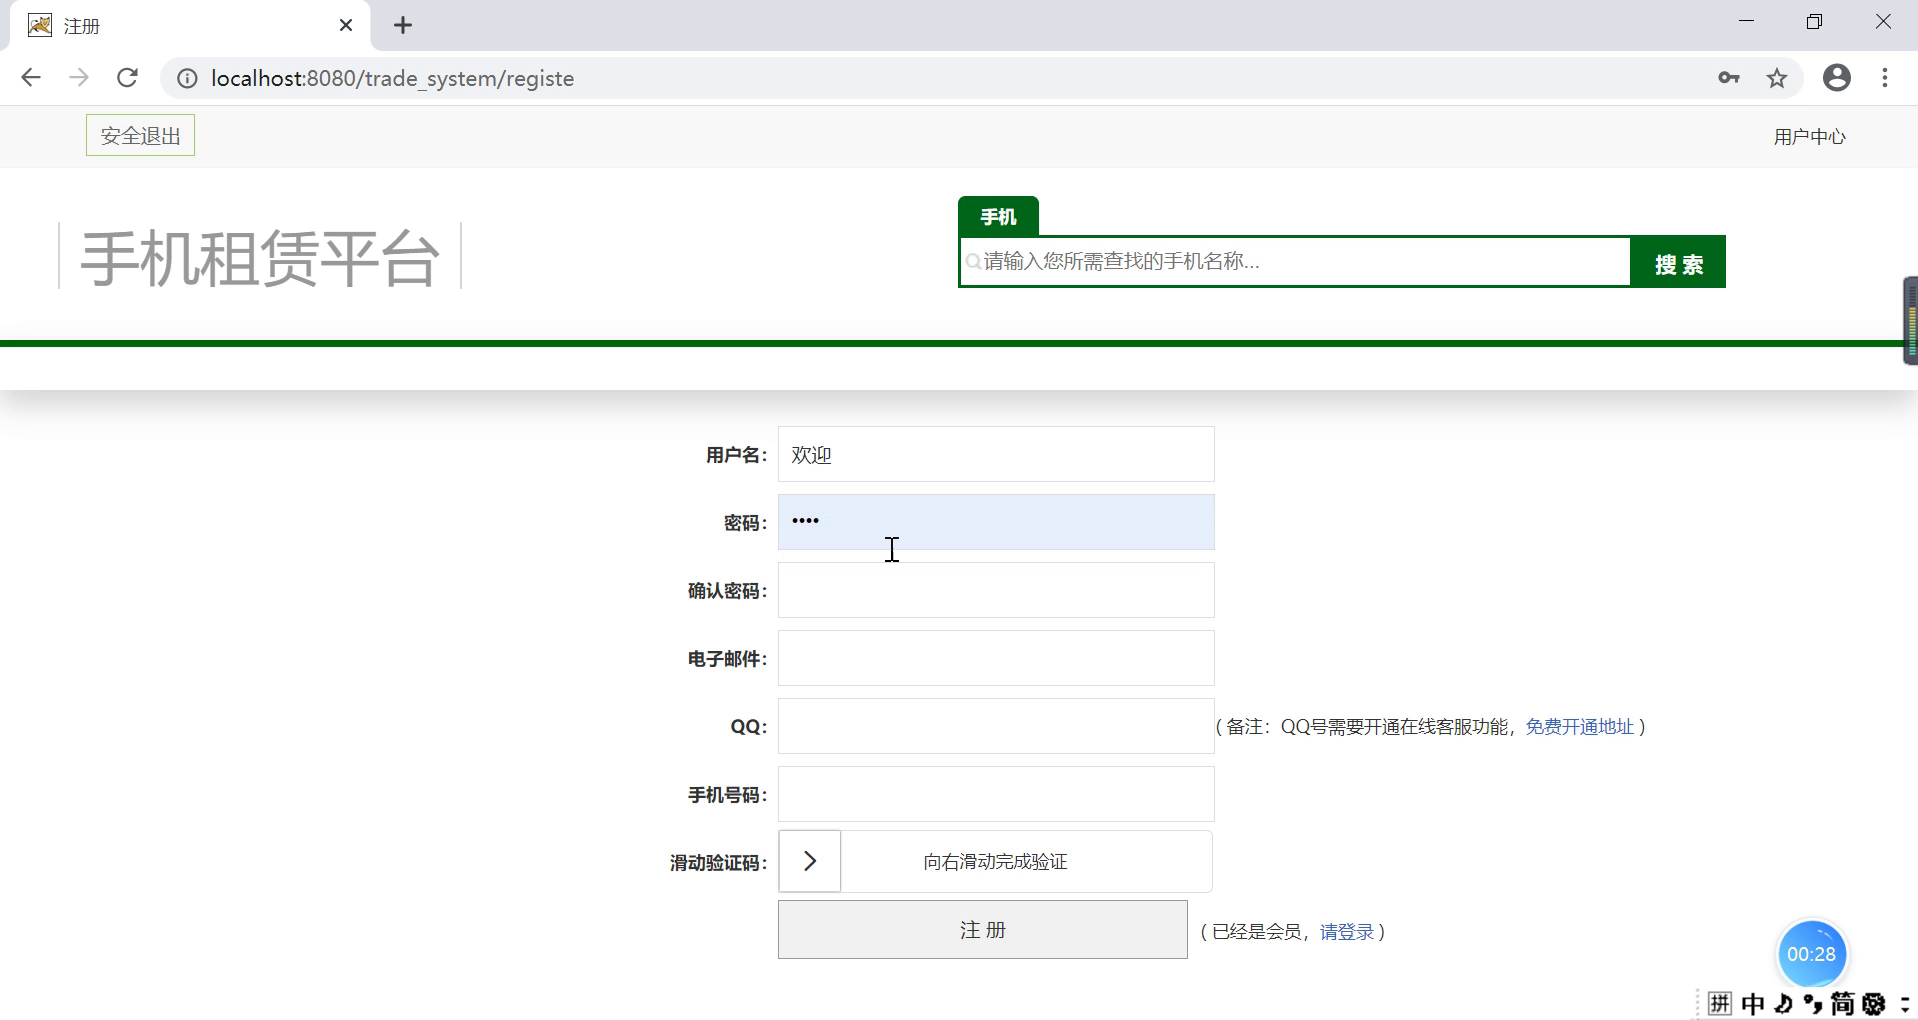 注册
localhost:8080/trade_system/registe
安全退出
用户中心
手机租赁平台
手机
请输入您所需查找的手机名称...
搜 索
用户名：
欢迎
密码：
••••
确认密码：
电子邮件：
QQ：
( 备注：QQ号需要开通在线客服功能，免费开通地址 )
手机号码：
滑动验证码：
向右滑动完成验证
注 册
( 已经是会员，请登录 )
00:28
拼 中 简